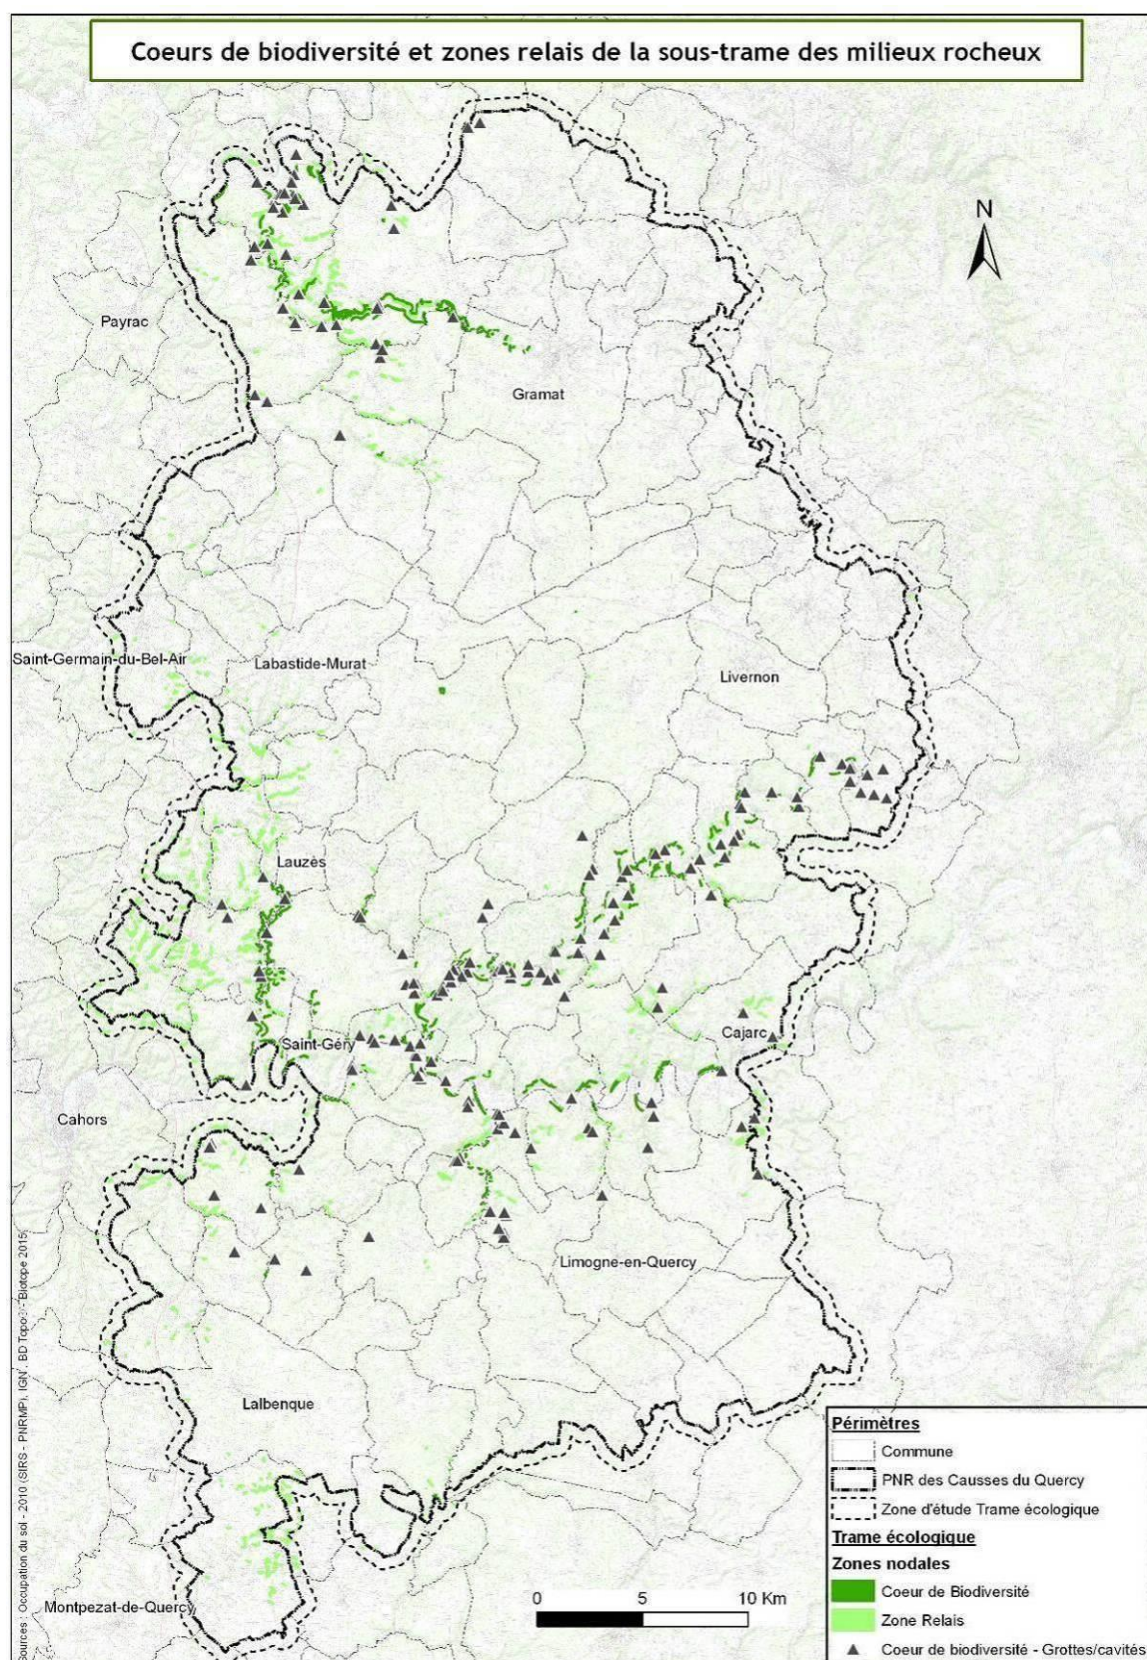 Coeurs de biodiversité et zones relais de la sous-trame des milieux rocheux
N
Payrac
Gramat
Saint-Germain-du-Bel-Air
Labastide-Murat
Livernon
Lauzès
Saint-Géry
Cajarc
Cahors
Limogne-en-Quercy
Lalbenque
Montpezat-de-Quercy
0 5 10 Km
Périmètres
Commune
PNR des Causses du Quercy
Zone d'étude Trame écologique
Trame écologique
Zones nodales
Coeur de Biodiversité
Zone Relais
Coeur de biodiversité - Grottes/cavités
Sources : Occupation du sol - 2010 (SIRS - PNRMP), IGN, BD Topo® - Biotope 2015